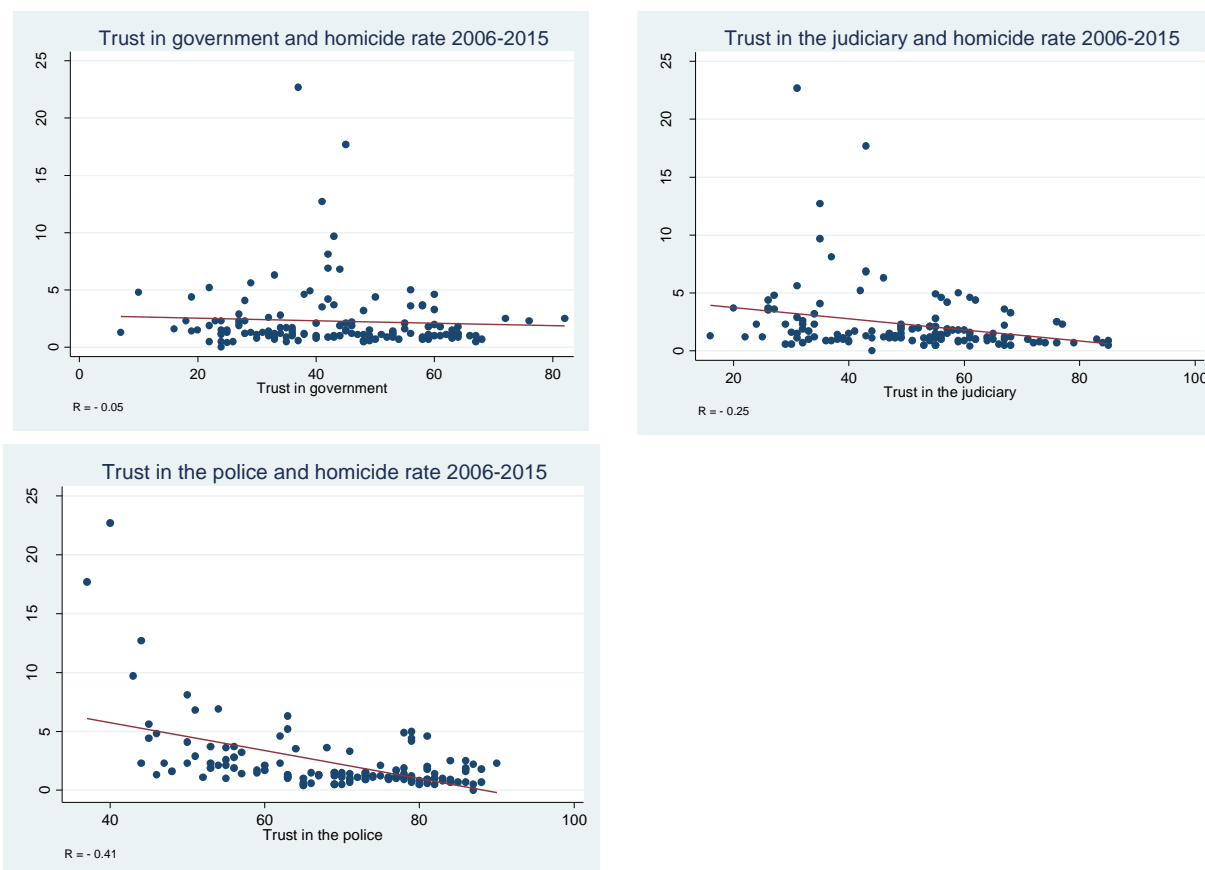 Trust in government and homicide rate 2006-2015
25
20
15
10
5
0
0 20 40 60 80
Trust in government
R = - 0.05
Trust in the judiciary and homicide rate 2006-2015
25
20
15
10
5
0
20 40 60 80 100
Trust in the judiciary
R = - 0.25
Trust in the police and homicide rate 2006-2015
25
20
15
10
5
0
40 60 80 100
Trust in the police
R = - 0.41